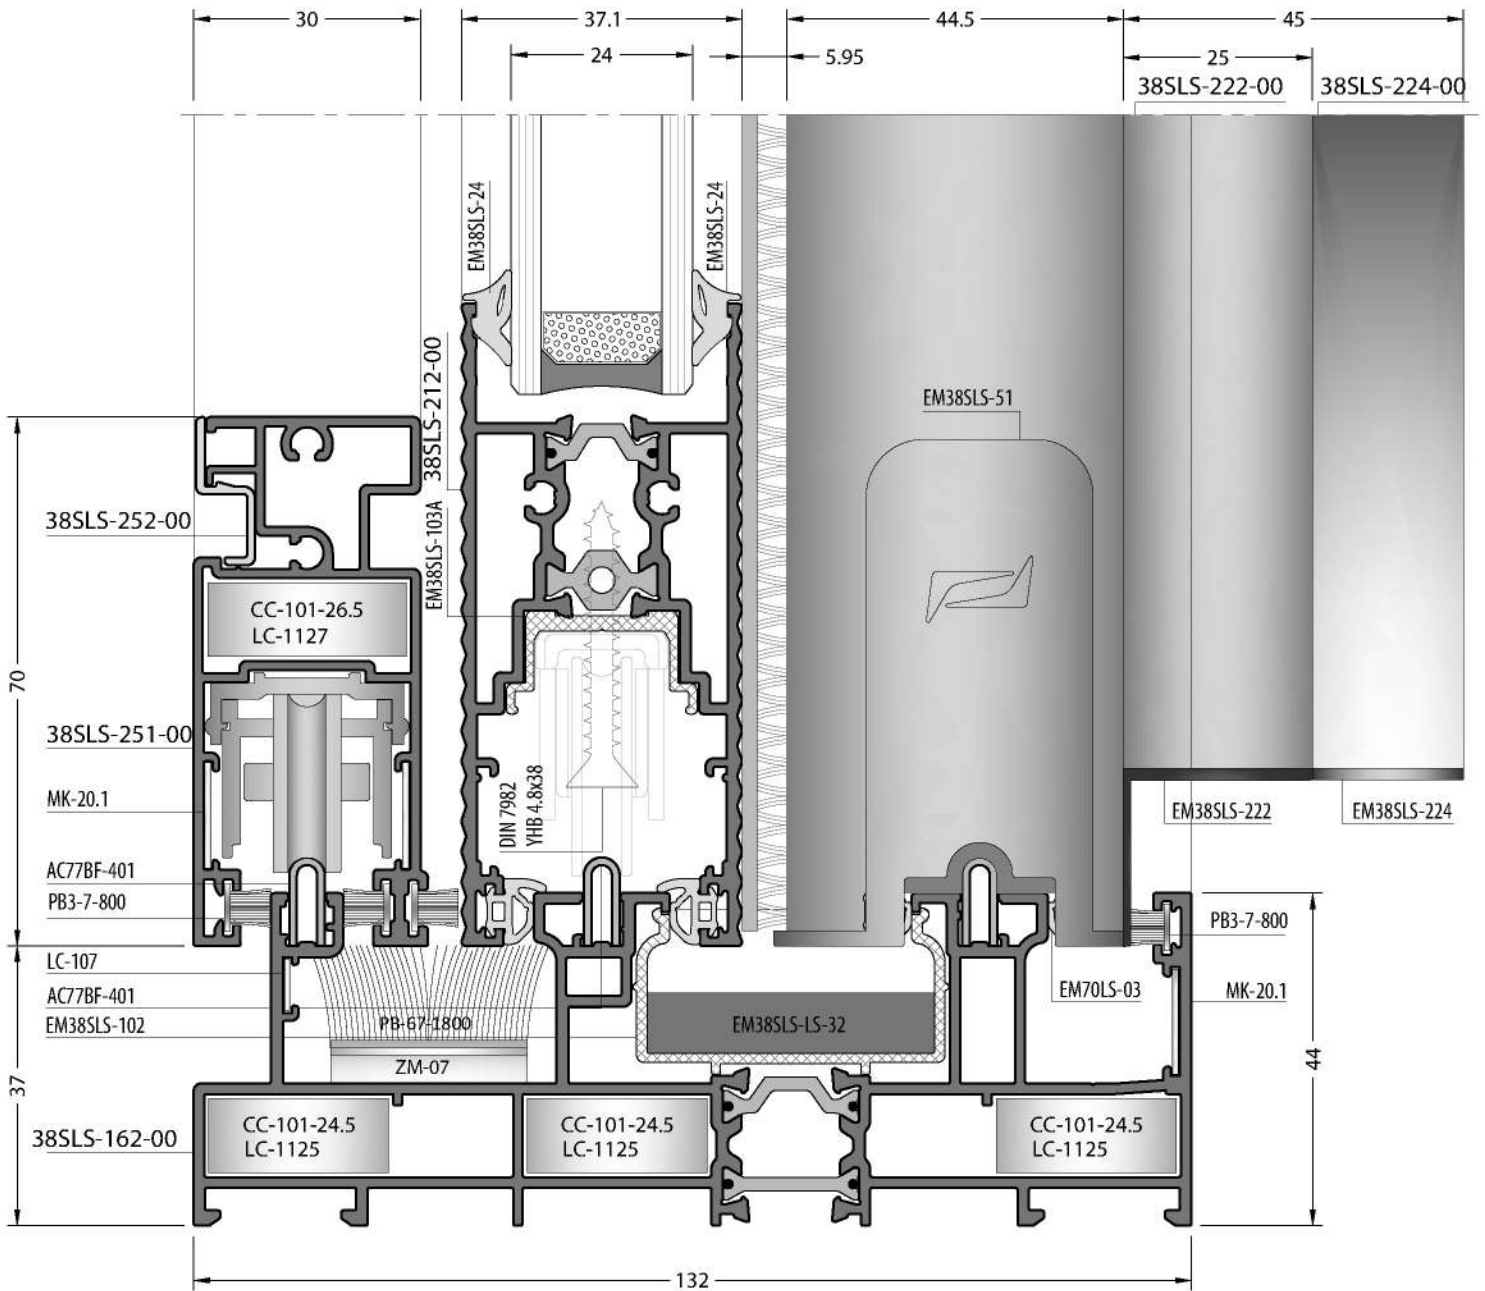 30
37.1
44.5
45
24
5.95
25
38SLS-222-00
38SLS-224-00
EM38SLS-24
EM38SLS-24
38SLS-212-00
EM38SLS-51
38SLS-252-00
EM38SLS-103A
CC-101-26.5
LC-1127
70
38SLS-251-00
MK-20.1
DIN 7982
YHB 4.8x38
EM38SLS-222
EM38SLS-224
AC77BF-401
PB3-7-800
PB3-7-800
LC-107
AC77BF-401
EM38SLS-102
PB-67-1800
EM38SLS-LS-32
EM70LS-03
MK-20.1
ZM-07
37
44
38SLS-162-00
CC-101-24.5
LC-1125
CC-101-24.5
LC-1125
CC-101-24.5
LC-1125
132